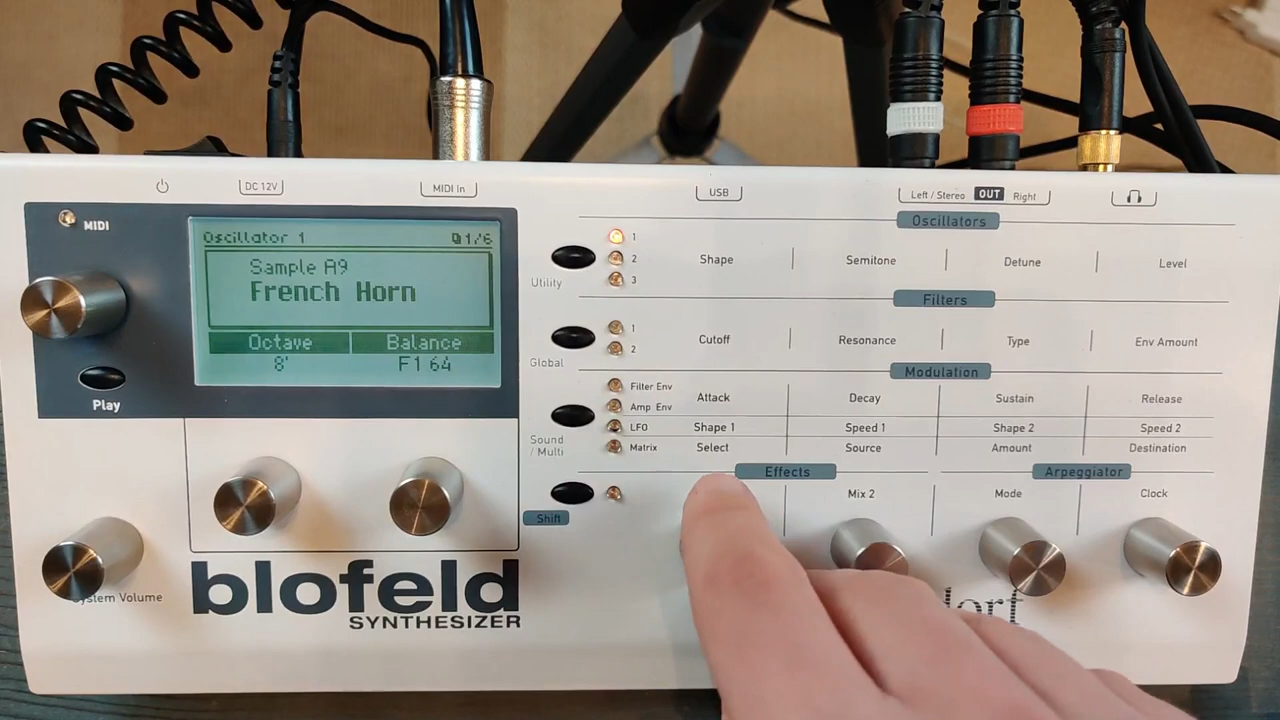 DC 12V
MIDI In
USB
Left / Stereo OUT Right
MIDI
Oscillator 1 1/6
Sample A9
French Horn
Octave Balance
8' F1 64
Play
System Volume
blofeld
SYNTHESIZER
Oscillators
1
2
3
Utility
Shape Semitone Detune Level
Filters
1
2
Global
Cutoff Resonance Type Env Amount
Modulation
Filter Env
Amp Env
LFO
Matrix
Sound
/ Multi
Attack Decay Sustain Release
Shape 1 Speed 1 Shape 2 Speed 2
Select Source Amount Destination
Effects Arpeggiator
Shift
Mix 2 Mode Clock